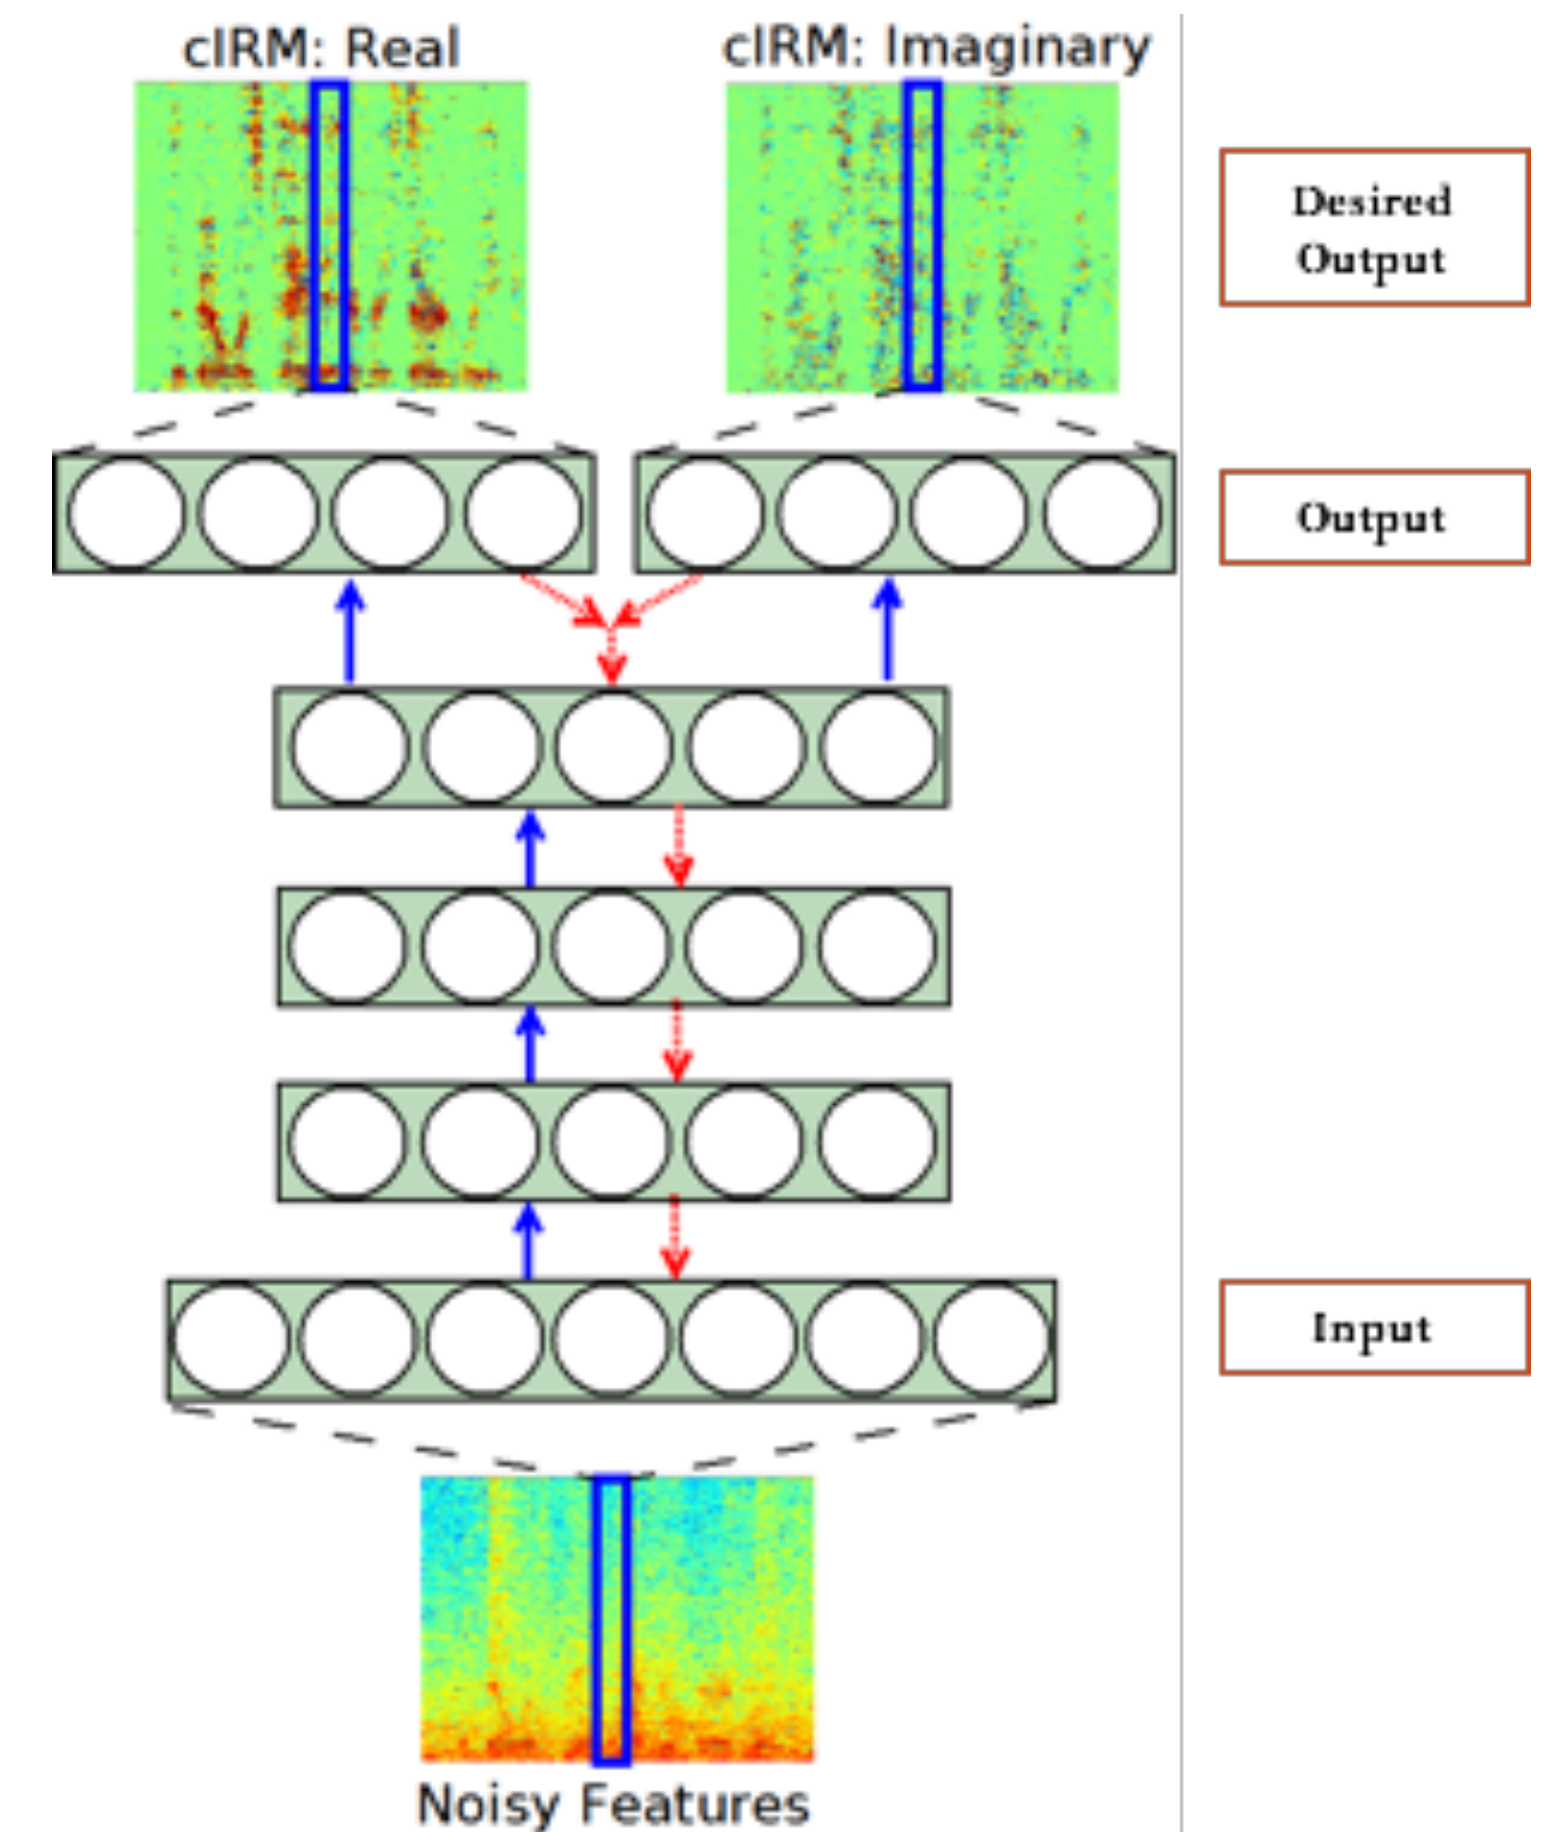 cIRM: Real
cIRM: Imaginary
Desired
Output
Output
Input
Noisy Features